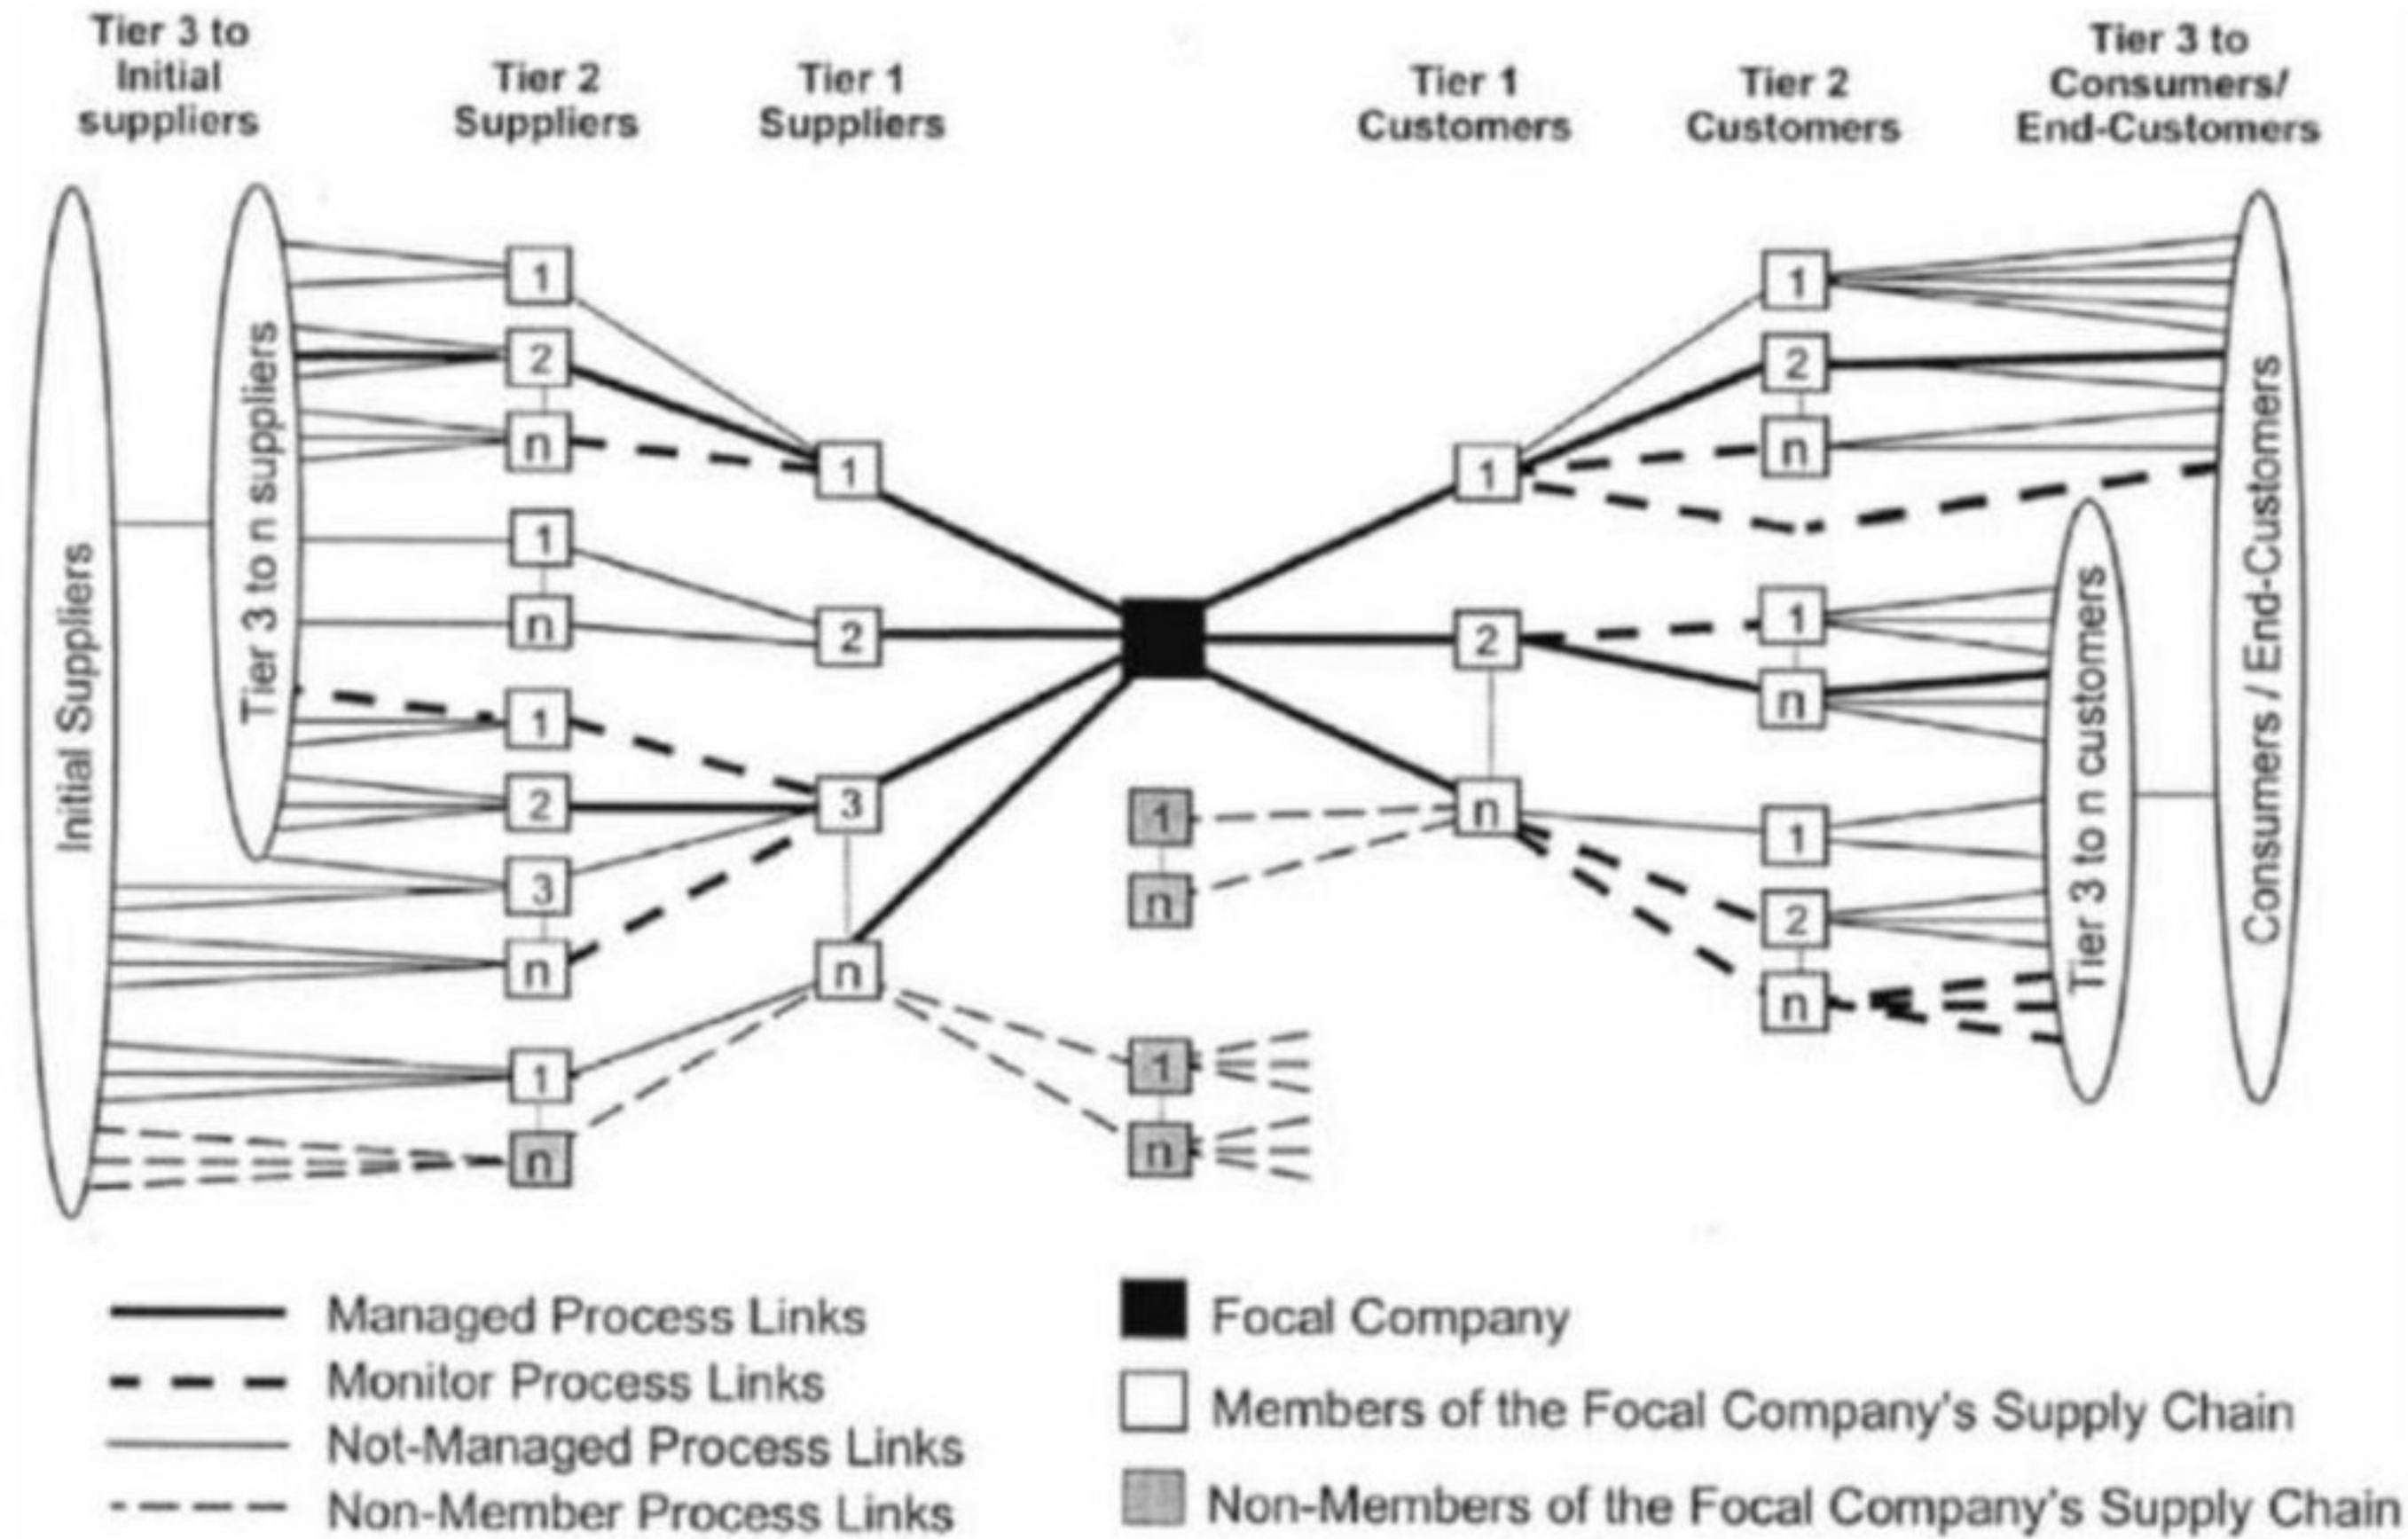 Tier 3 to
Initial
suppliers
Tier 2
Suppliers
Tier 1
Suppliers
Tier 1
Customers
Tier 2
Customers
Tier 3 to
Consumers/
End-Customers
Initial Suppliers
Tier 3 to n suppliers
1
2
n
1
n
1
2
3
n
1
n
1
2
3
n
1
n
1
n
1
2
n
1
2
n
1
n
1
2
n
Tier 3 to n customers
Consumers / End-Customers
Managed Process Links
Monitor Process Links
Not-Managed Process Links
Non-Member Process Links
Focal Company
Members of the Focal Company's Supply Chain
Non-Members of the Focal Company's Supply Chain